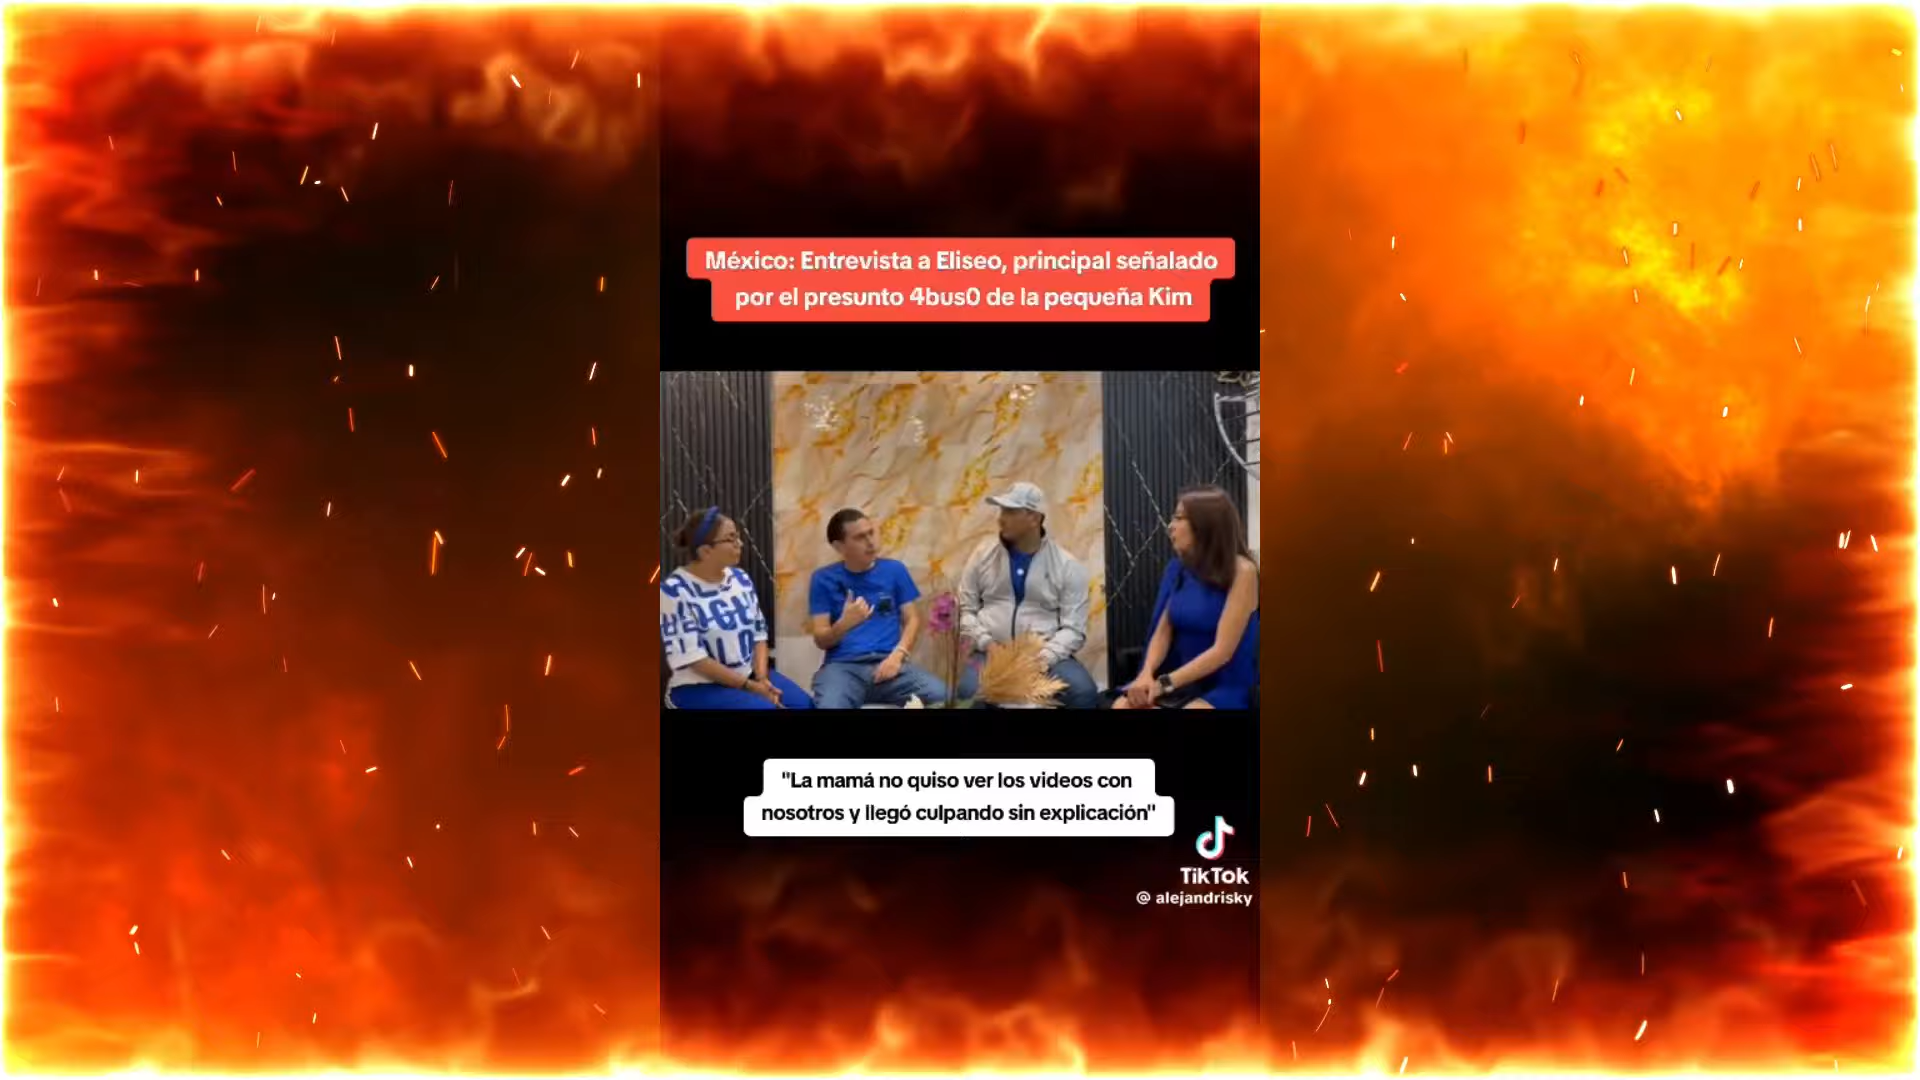 México: Entrevista a Eliseo, principal señalado
por el presunto 4bus0 de la pequeña Kim
"La mamá no quiso ver los videos con
nosotros y llegó culpando sin explicación"
TikTok
@ alejandrisky